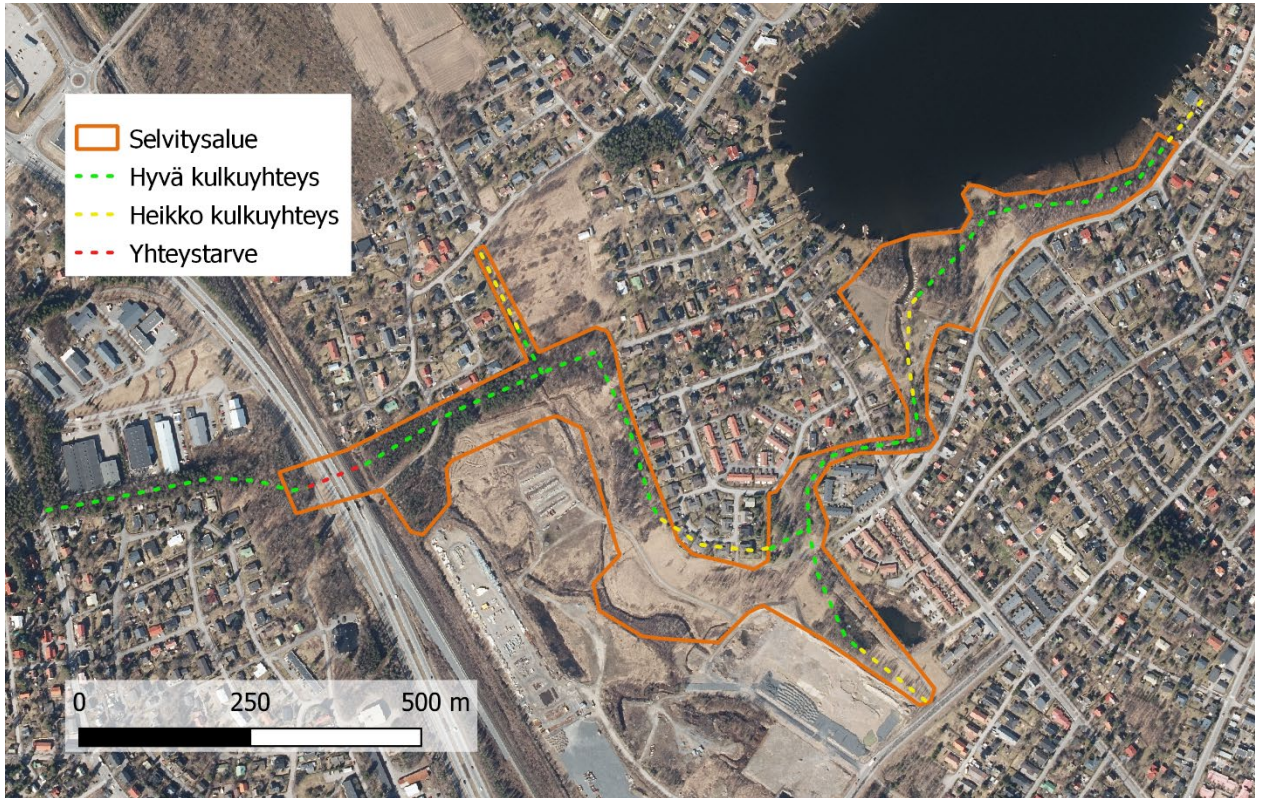 Selvitysalue
Hyvä kulkuyhteys
Heikko kulkuyhteys
Yhteystarve
0 250 500 m